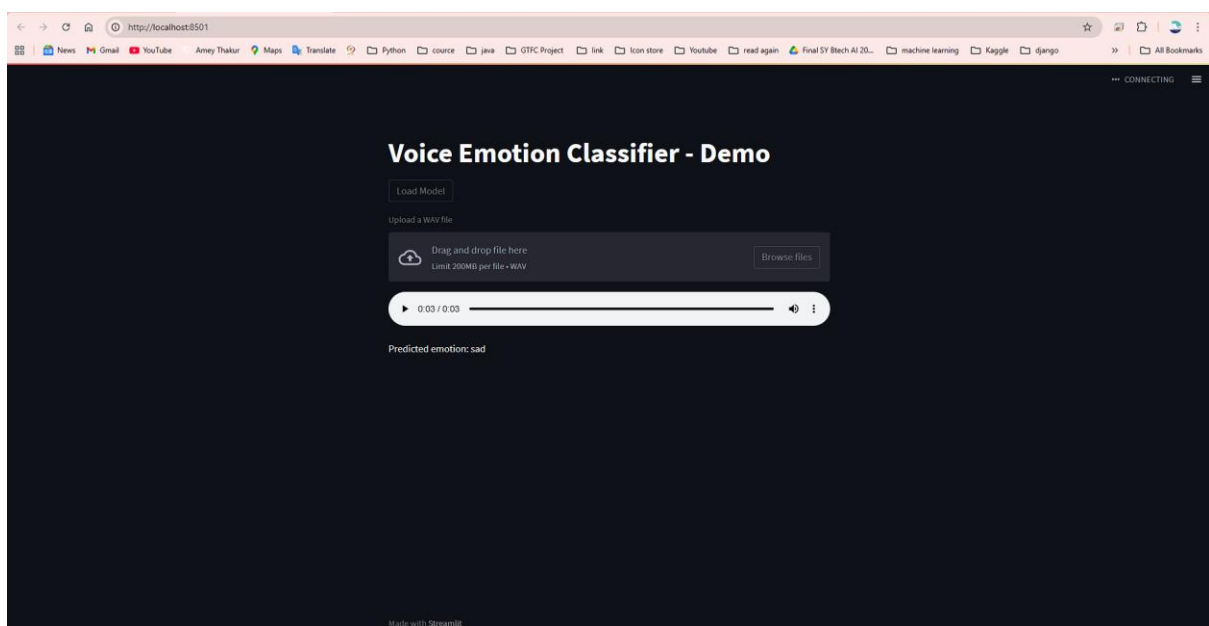 http://localhost:8501
News Gmail YouTube Amey Thakur Maps Translate Python cource java GTFC Project link Icon store Youtube read again Final SY Btech AI 20... machine learning Kaggle django » All Bookmarks
··· CONNECTING
Voice Emotion Classifier - Demo
Load Model
Upload a WAV file
Drag and drop file here
Limit 200MB per file • WAV
Browse files
0:03 / 0:03
Predicted emotion: sad
Made with Streamlit